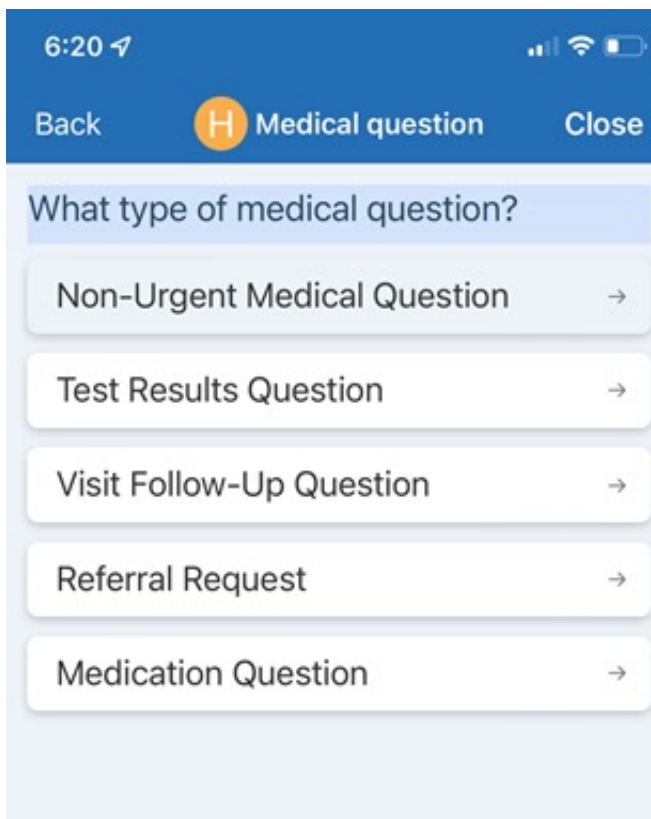 6:20
Back H Medical question Close
What type of medical question?
Non-Urgent Medical Question
Test Results Question
Visit Follow-Up Question
Referral Request
Medication Question